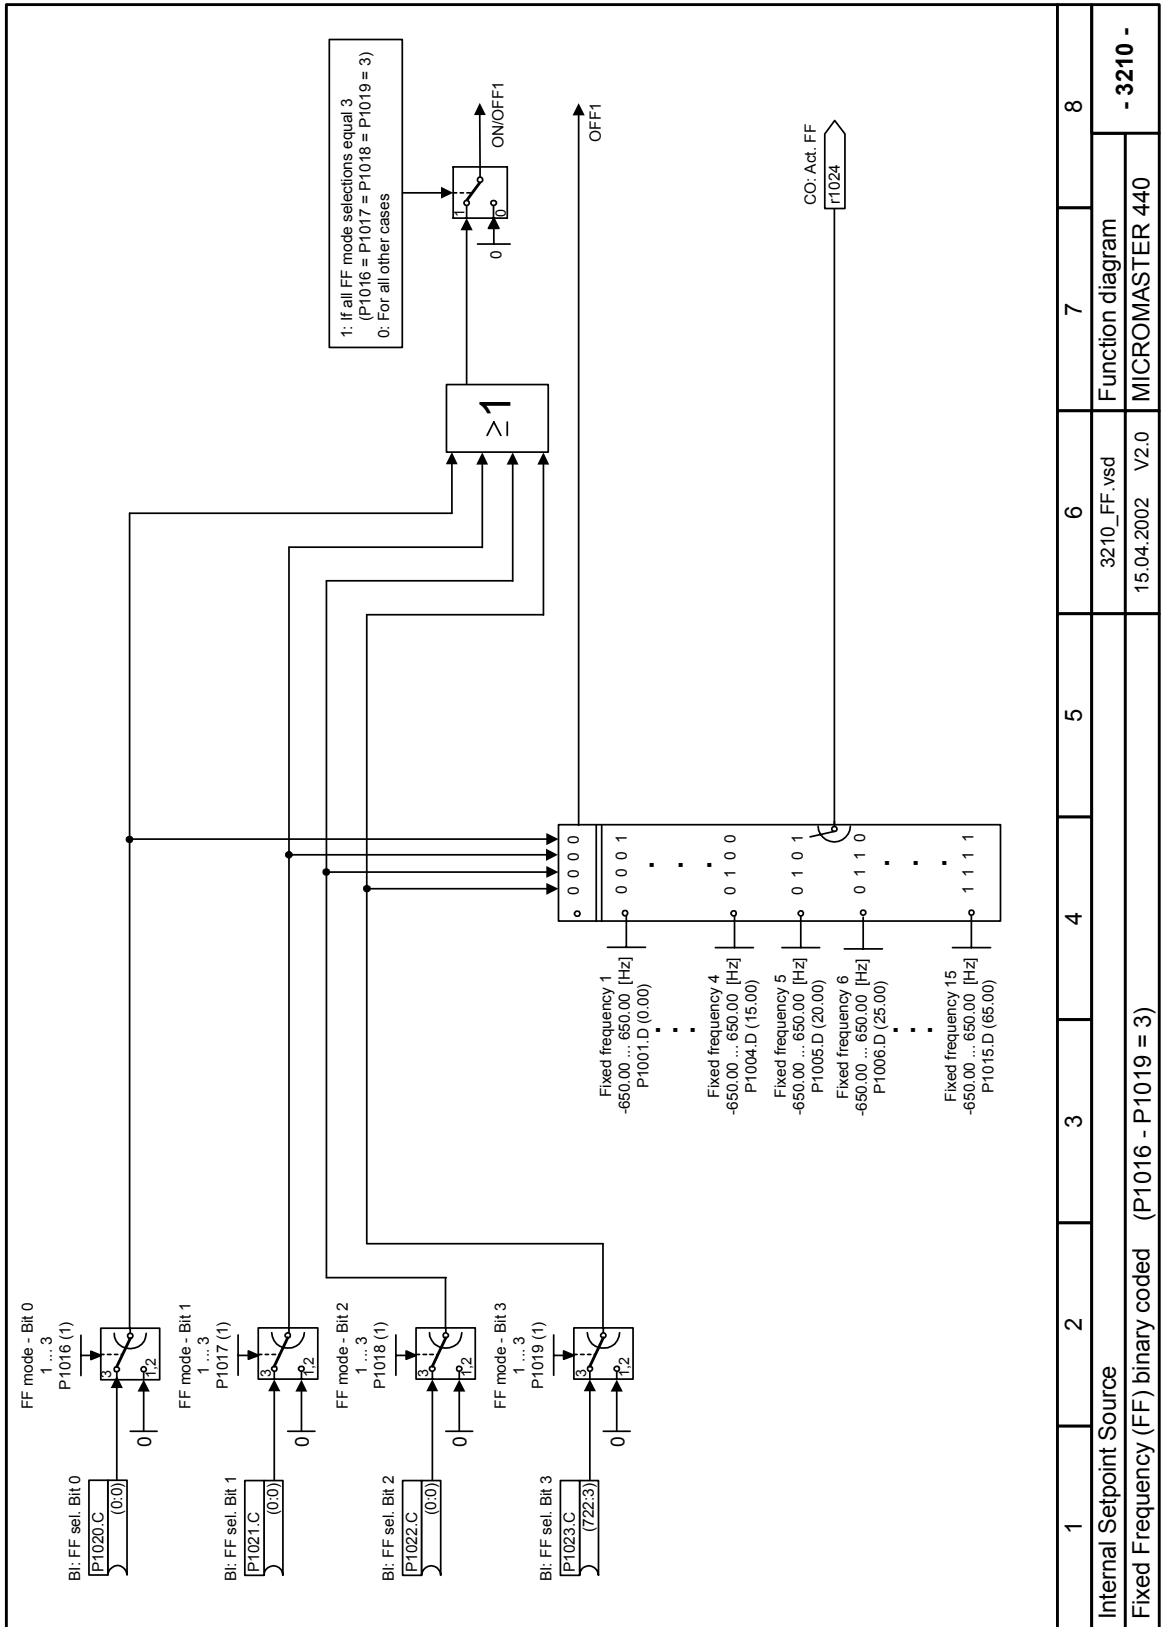 FF mode - Bit 0
1 ... 3
P1016 (1)
BI: FF sel. Bit 0
P1020.C
(0:0)
3
1,2
0
FF mode - Bit 1
1 ... 3
P1017 (1)
BI: FF sel. Bit 1
P1021.C
(0:0)
3
1,2
0
FF mode - Bit 2
1 ... 3
P1018 (1)
BI: FF sel. Bit 2
P1022.C
(0:0)
3
1,2
0
FF mode - Bit 3
1 ... 3
P1019 (1)
BI: FF sel. Bit 3
P1023.C
(722:3)
3
1,2
0
1: If all FF mode selections equal 3
(P1016 = P1017 = P1018 = P1019 = 3)
0: For all other cases
1
0
0
ON/OFF1
≥1
OFF1
0 0 0 0
0 0 0 1
. . .
0 1 0 0
0 1 0 1
0 1 1 0
. . .
1 1 1 1
Fixed frequency 1
-650.00 ... 650.00 [Hz]
P1001.D (0.00)
. . .
Fixed frequency 4
-650.00 ... 650.00 [Hz]
P1004.D (15.00)
Fixed frequency 5
-650.00 ... 650.00 [Hz]
P1005.D (20.00)
Fixed frequency 6
-650.00 ... 650.00 [Hz]
P1006.D (25.00)
. . .
Fixed frequency 15
-650.00 ... 650.00 [Hz]
P1015.D (65.00)
CO: Act. FF
r1024
1 2 3 4 5 6 7 8
Internal Setpoint Source 3210_FF.vsd Function diagram - 3210 -
Fixed Frequency (FF) binary coded (P1016 - P1019 = 3) 15.04.2002 V2.0 MICROMASTER 440